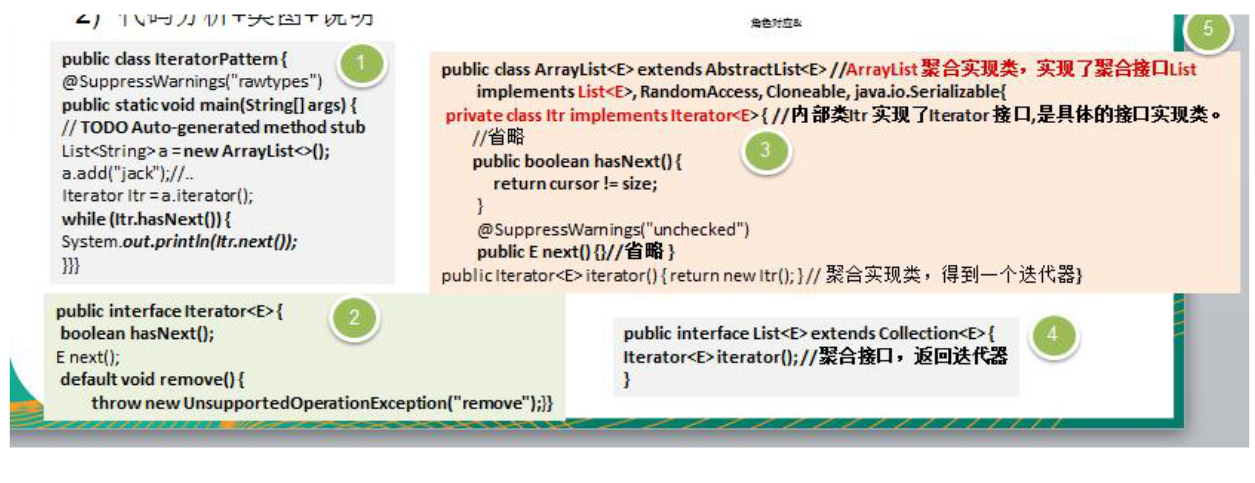 2) 代码分析+类图+说明
角色对应&
5
1
public class IteratorPattern {
@SuppressWarnings("rawtypes")
public static void main(String[] args) {
// TODO Auto-generated method stub
List<String> a = new ArrayList<>();
a.add("jack");//..
Iterator Itr = a.iterator();
while (Itr.hasNext()) {
System.out.println(Itr.next());
}}}
public class ArrayList<E> extends AbstractList<E> //ArrayList 聚合实现类，实现了聚合接口List
implements List<E>, RandomAccess, Cloneable, java.io.Serializable{
private class Itr implements Iterator<E> { //内部类Itr 实现了Iterator 接口,是具体的接口实现类。
//省略
3
public boolean hasNext() {
return cursor != size;
}
@SuppressWarnings("unchecked")
public E next() {}//省略 }
public Iterator<E> iterator() { return new Itr(); } // 聚合实现类，得到一个迭代器}
2
public interface Iterator<E> {
boolean hasNext();
E next();
default void remove() {
throw new UnsupportedOperationException("remove");}}
4
public interface List<E> extends Collection<E> {
Iterator<E> iterator();//聚合接口，返回迭代器
}